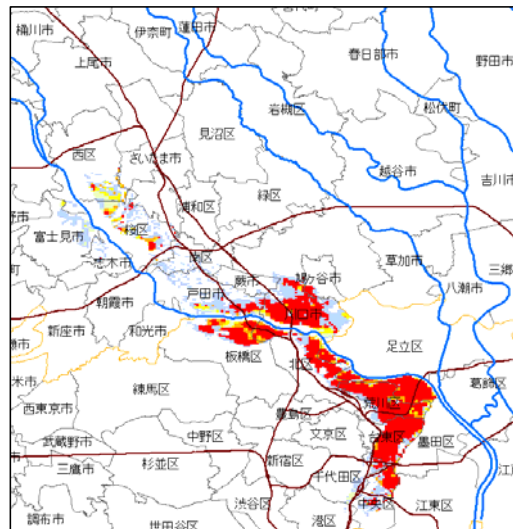 桶川市
伊奈町
蓮田市
上尾市
春日部市
野田市
岩槻区
松伏町
見沼区
西区
さいたま市
越谷市
吉川市
緑区
浦和区
桜区
富士見市
南区
志木市
草加市
三郷
鳩ヶ谷市
蕨市
八潮市
戸田市
朝霞市
川口市
新座市
和光市
足立区
板橋区
北区
葛飾区
練馬区
西東京市
荒川区
豊島区
文京区
台東区
墨田区
中野区
武蔵野市
杉並区
新宿区
三鷹市
千代田区
渋谷区
中央区
江東区
調布市
世田谷区
港区